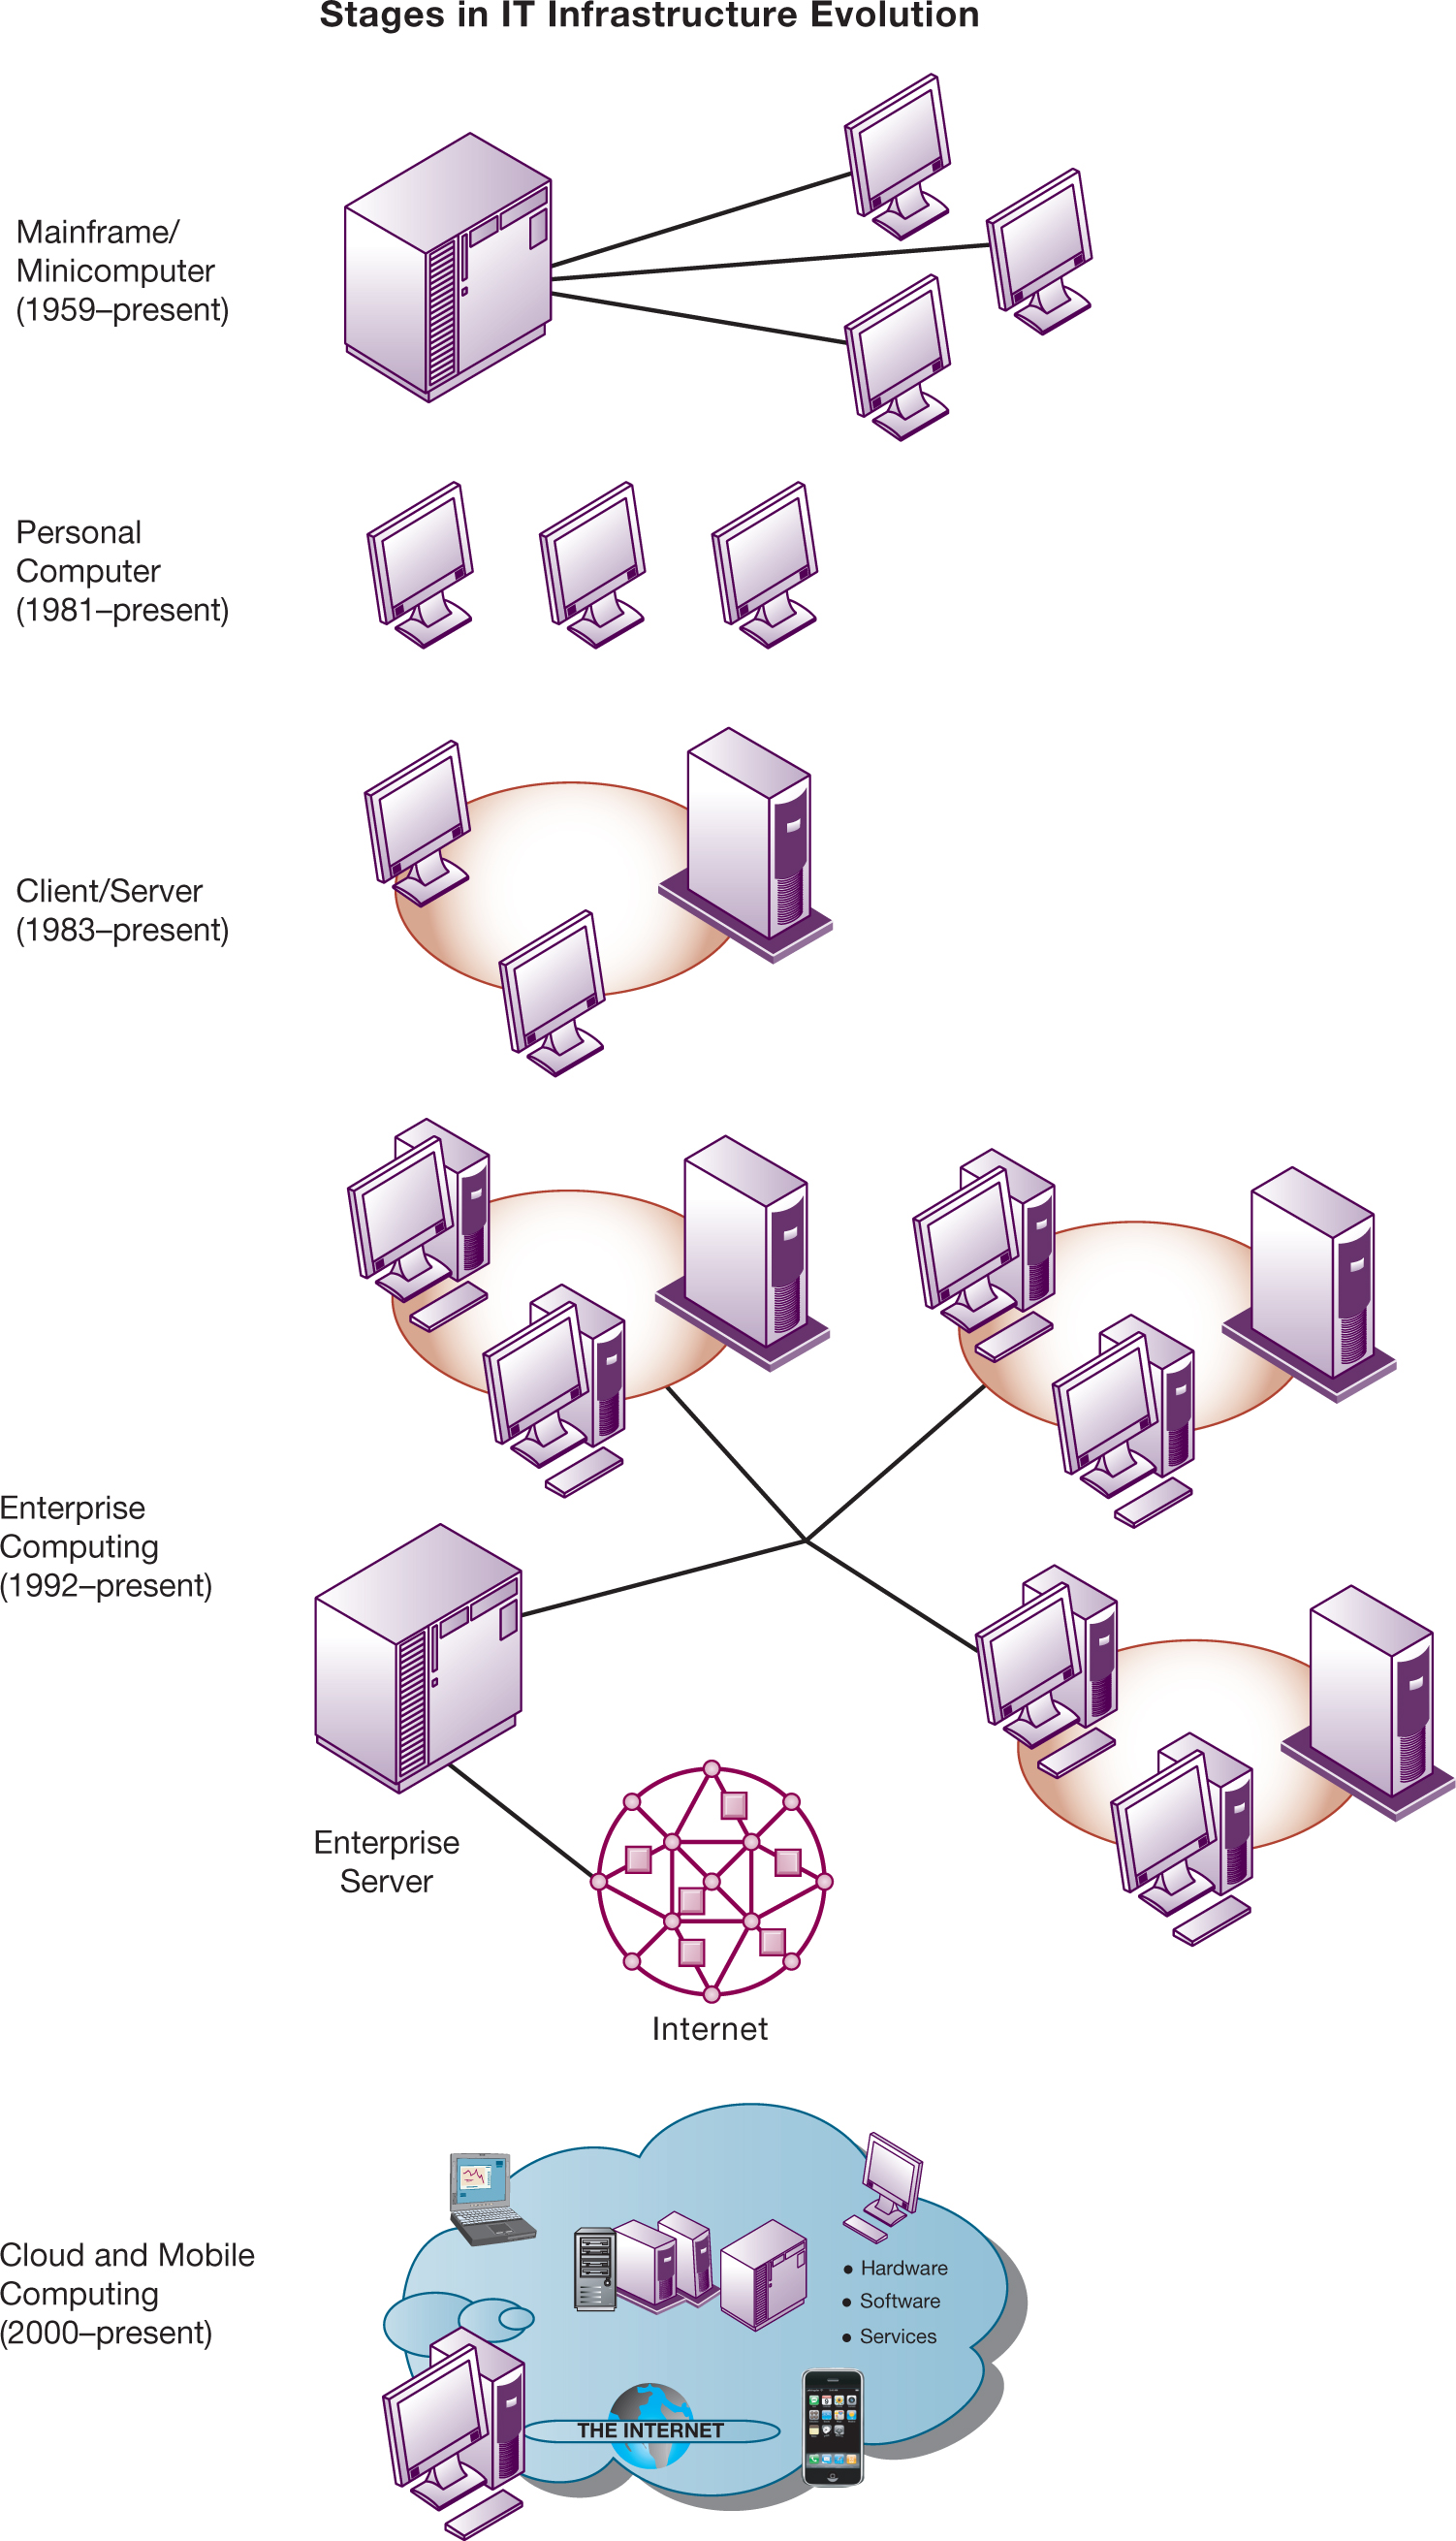 Stages in IT Infrastructure Evolution
Mainframe/
Minicomputer
(1959–present)
Personal
Computer
(1981–present)
Client/Server
(1983–present)
Enterprise
Computing
(1992–present)
Enterprise
Server
Internet
Cloud and Mobile
Computing
(2000–present)
• Hardware
• Software
• Services
THE INTERNET